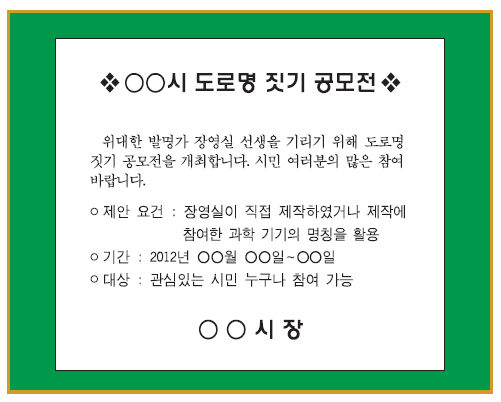 ❖○○시 도로명 짓기 공모전❖
위대한 발명가 장영실 선생을 기리기 위해 도로명
짓기 공모전을 개최합니다. 시민 여러분의 많은 참여
바랍니다.
○ 제안 요건 : 장영실이 직접 제작하였거나 제작에
참여한 과학 기기의 명칭을 활용
○ 기간 : 2012년 ○○월 ○○일~○○일
○ 대상 : 관심있는 시민 누구나 참여 가능
○ ○ 시 장